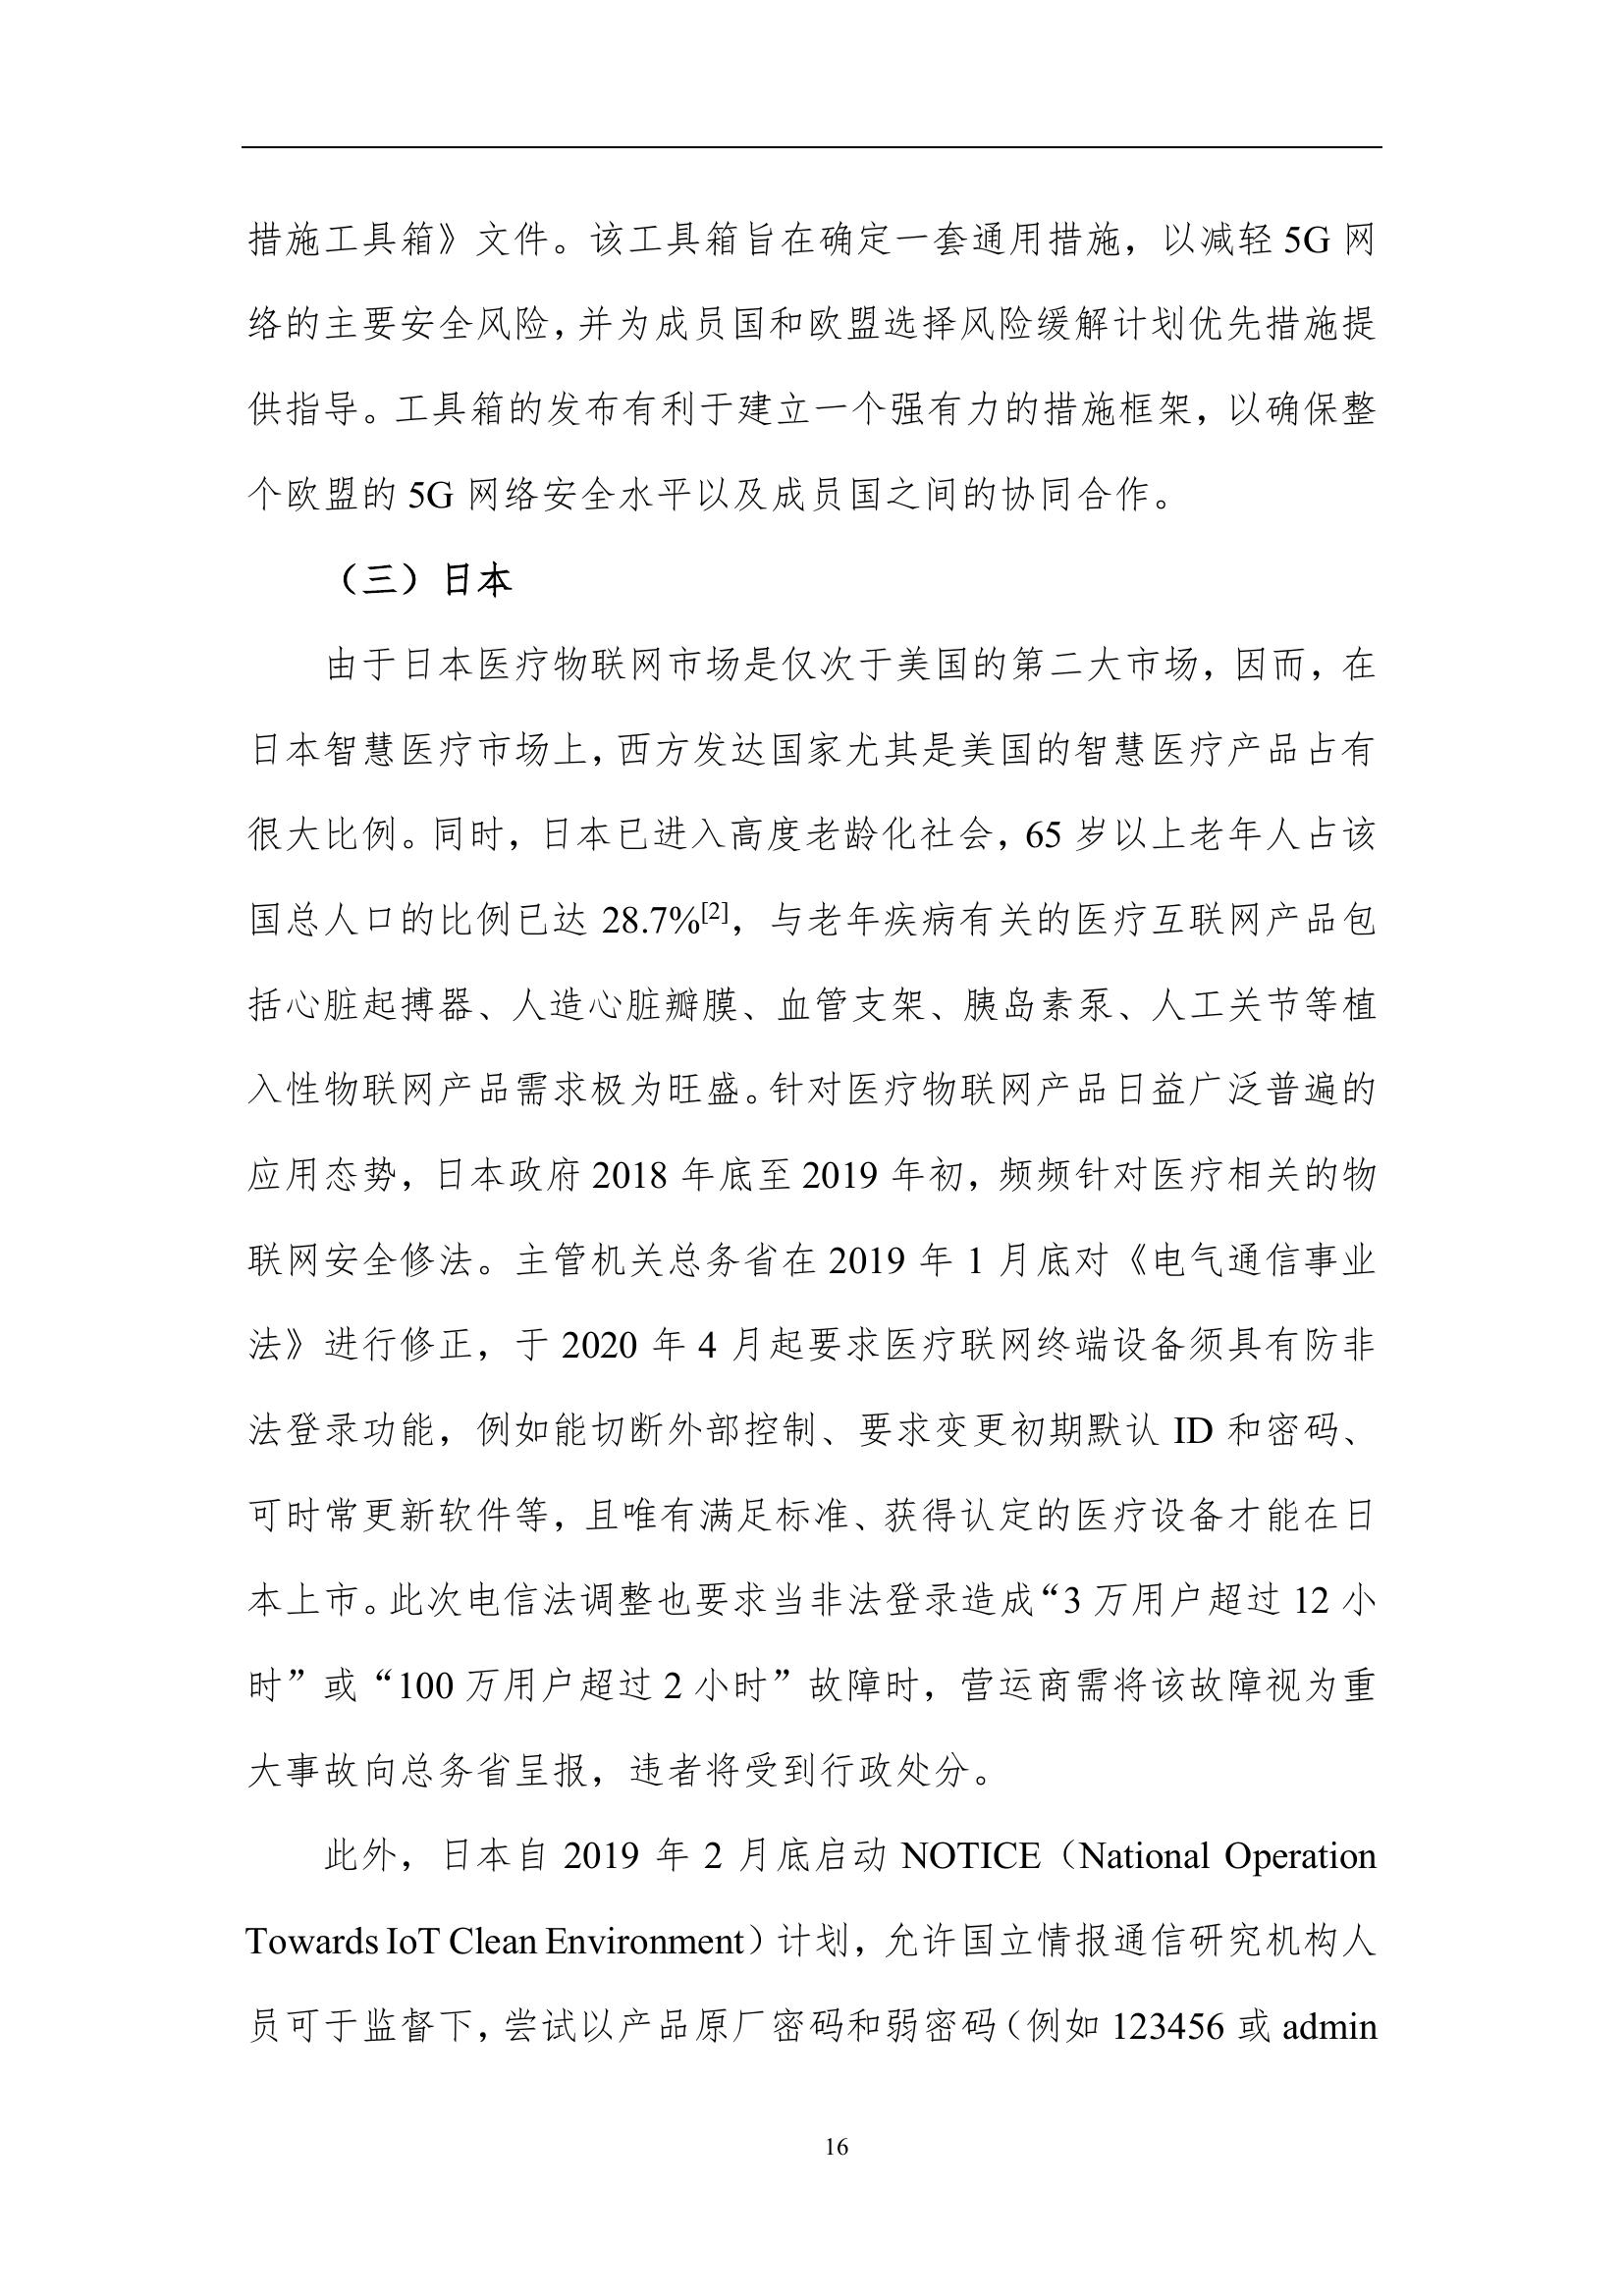 措施工具箱》文件。该工具箱旨在确定一套通用措施，以减轻 5G 网
络的主要安全风险，并为成员国和欧盟选择风险缓解计划优先措施提
供指导。工具箱的发布有利于建立一个强有力的措施框架，以确保整
个欧盟的 5G 网络安全水平以及成员国之间的协同合作。
（三）日本
由于日本医疗物联网市场是仅次于美国的第二大市场，因而，在
日本智慧医疗市场上，西方发达国家尤其是美国的智慧医疗产品占有
很大比例。同时，日本已进入高度老龄化社会，65 岁以上老年人占该
国总人口的比例已达 28.7%[2]，与老年疾病有关的医疗互联网产品包
括心脏起搏器、人造心脏瓣膜、血管支架、胰岛素泵、人工关节等植
入性物联网产品需求极为旺盛。针对医疗物联网产品日益广泛普遍的
应用态势，日本政府 2018 年底至 2019 年初，频频针对医疗相关的物
联网安全修法。主管机关总务省在 2019 年 1 月底对《电气通信事业
法》进行修正，于 2020 年 4 月起要求医疗联网终端设备须具有防非
法登录功能，例如能切断外部控制、要求变更初期默认 ID 和密码、
可时常更新软件等，且唯有满足标准、获得认定的医疗设备才能在日
本上市。此次电信法调整也要求当非法登录造成“3 万用户超过 12 小
时”或“100 万用户超过 2 小时”故障时，营运商需将该故障视为重
大事故向总务省呈报，违者将受到行政处分。
此外，日本自 2019 年 2 月底启动 NOTICE（National Operation
Towards IoT Clean Environment）计划，允许国立情报通信研究机构人
员可于监督下，尝试以产品原厂密码和弱密码（例如 123456 或 admin
16